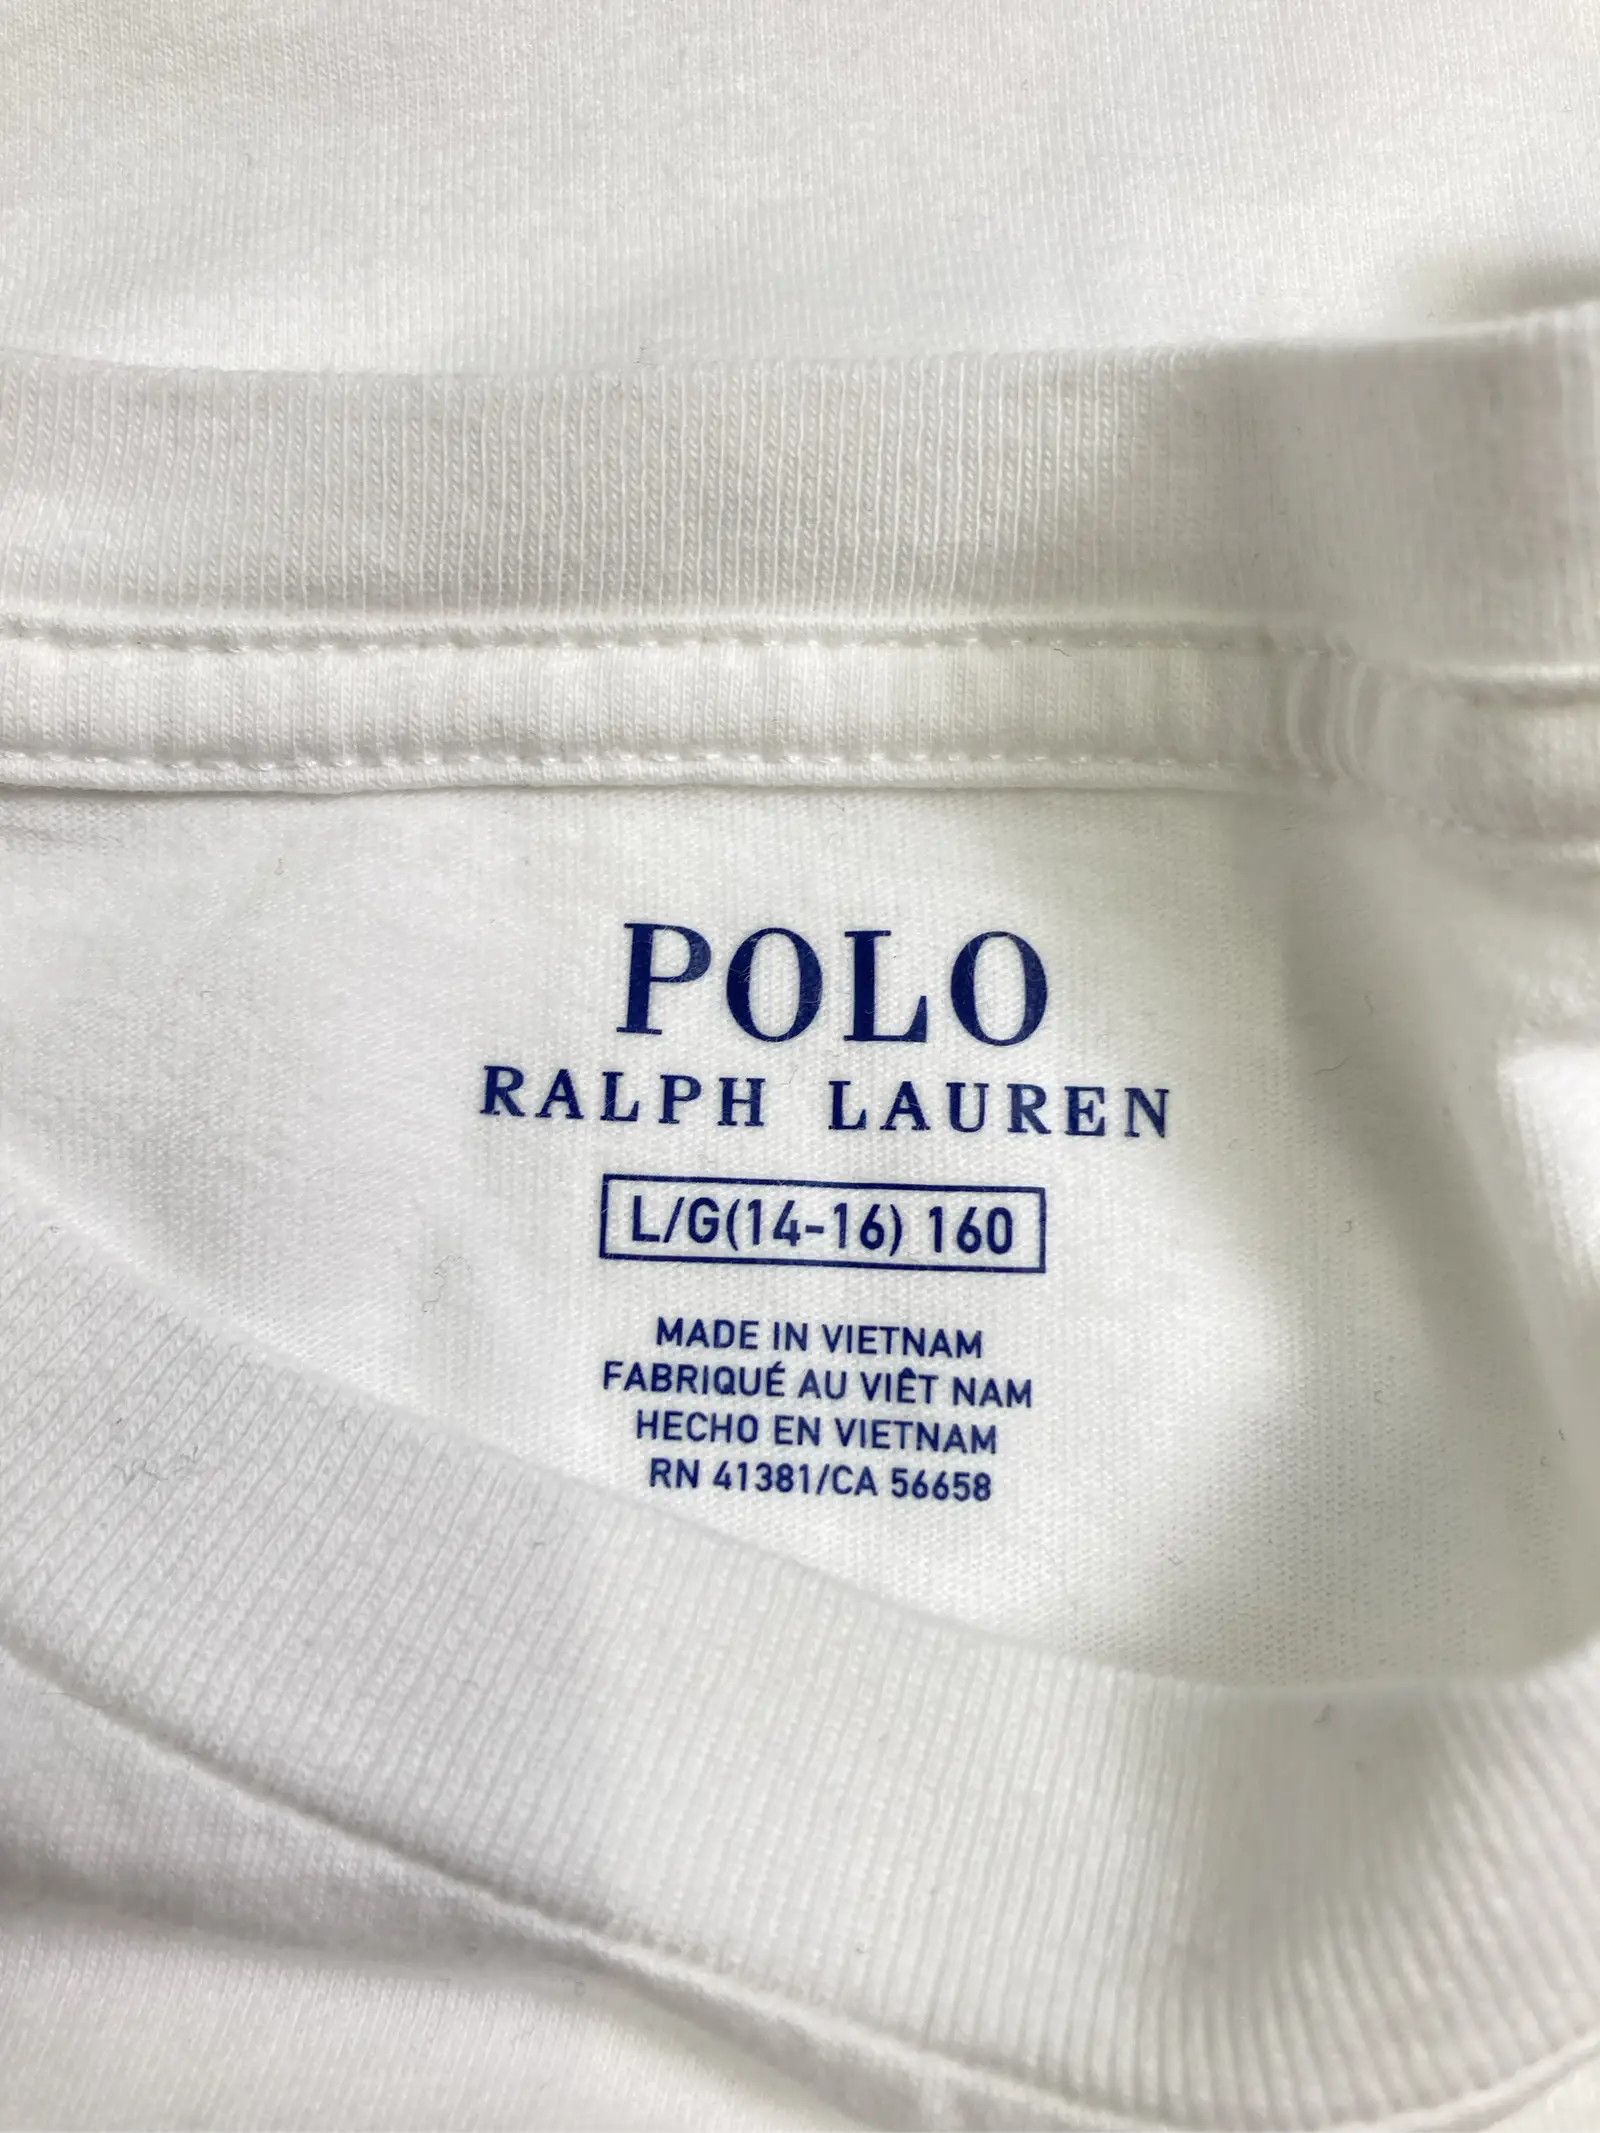 POLO
RALPH LAUREN
L/G(14-16) 160
MADE IN VIETNAM
FABRIQUÉ AU VIÊT NAM
HECHO EN VIETNAM
RN 41381/CA 56658